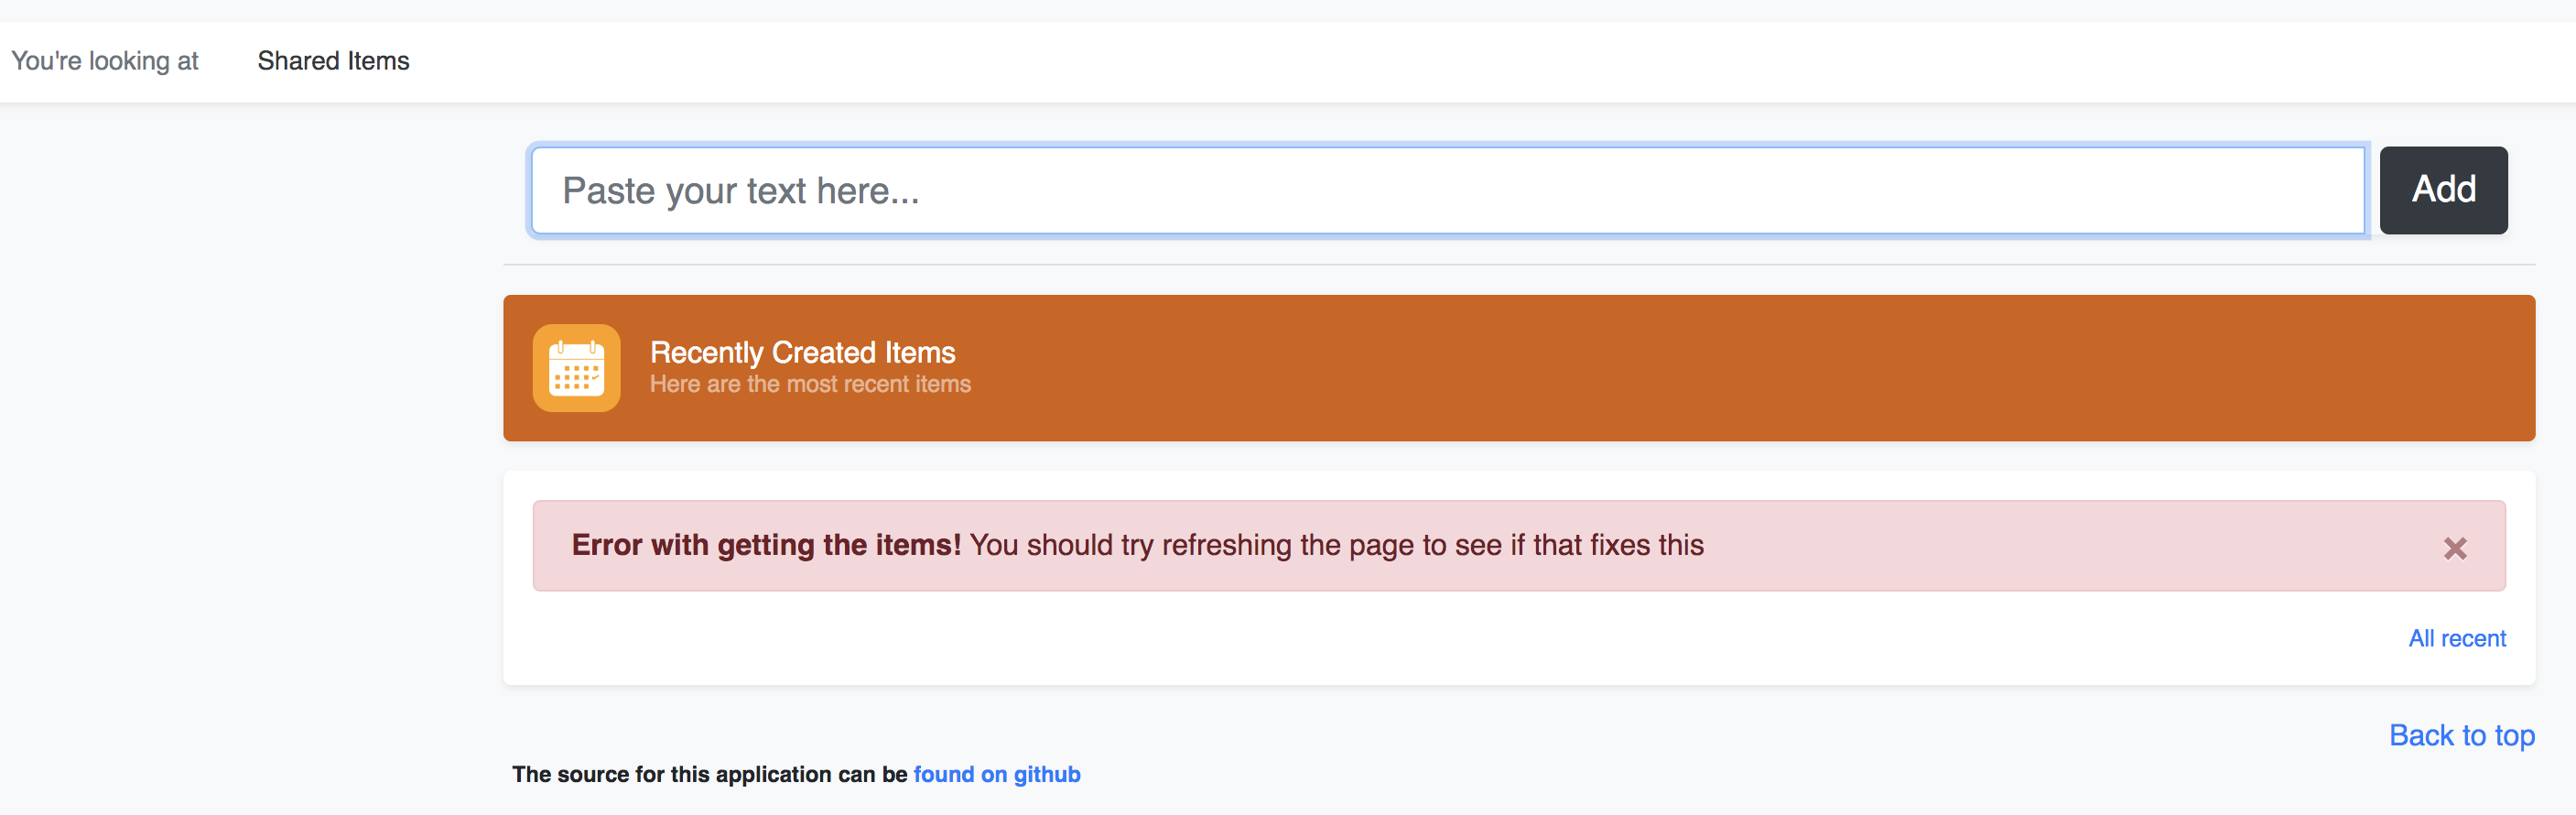 You're looking at Shared Items
Paste your text here...
Add
Recently Created Items
Here are the most recent items
Error with getting the items! You should try refreshing the page to see if that fixes this
All recent
Back to top
The source for this application can be found on github